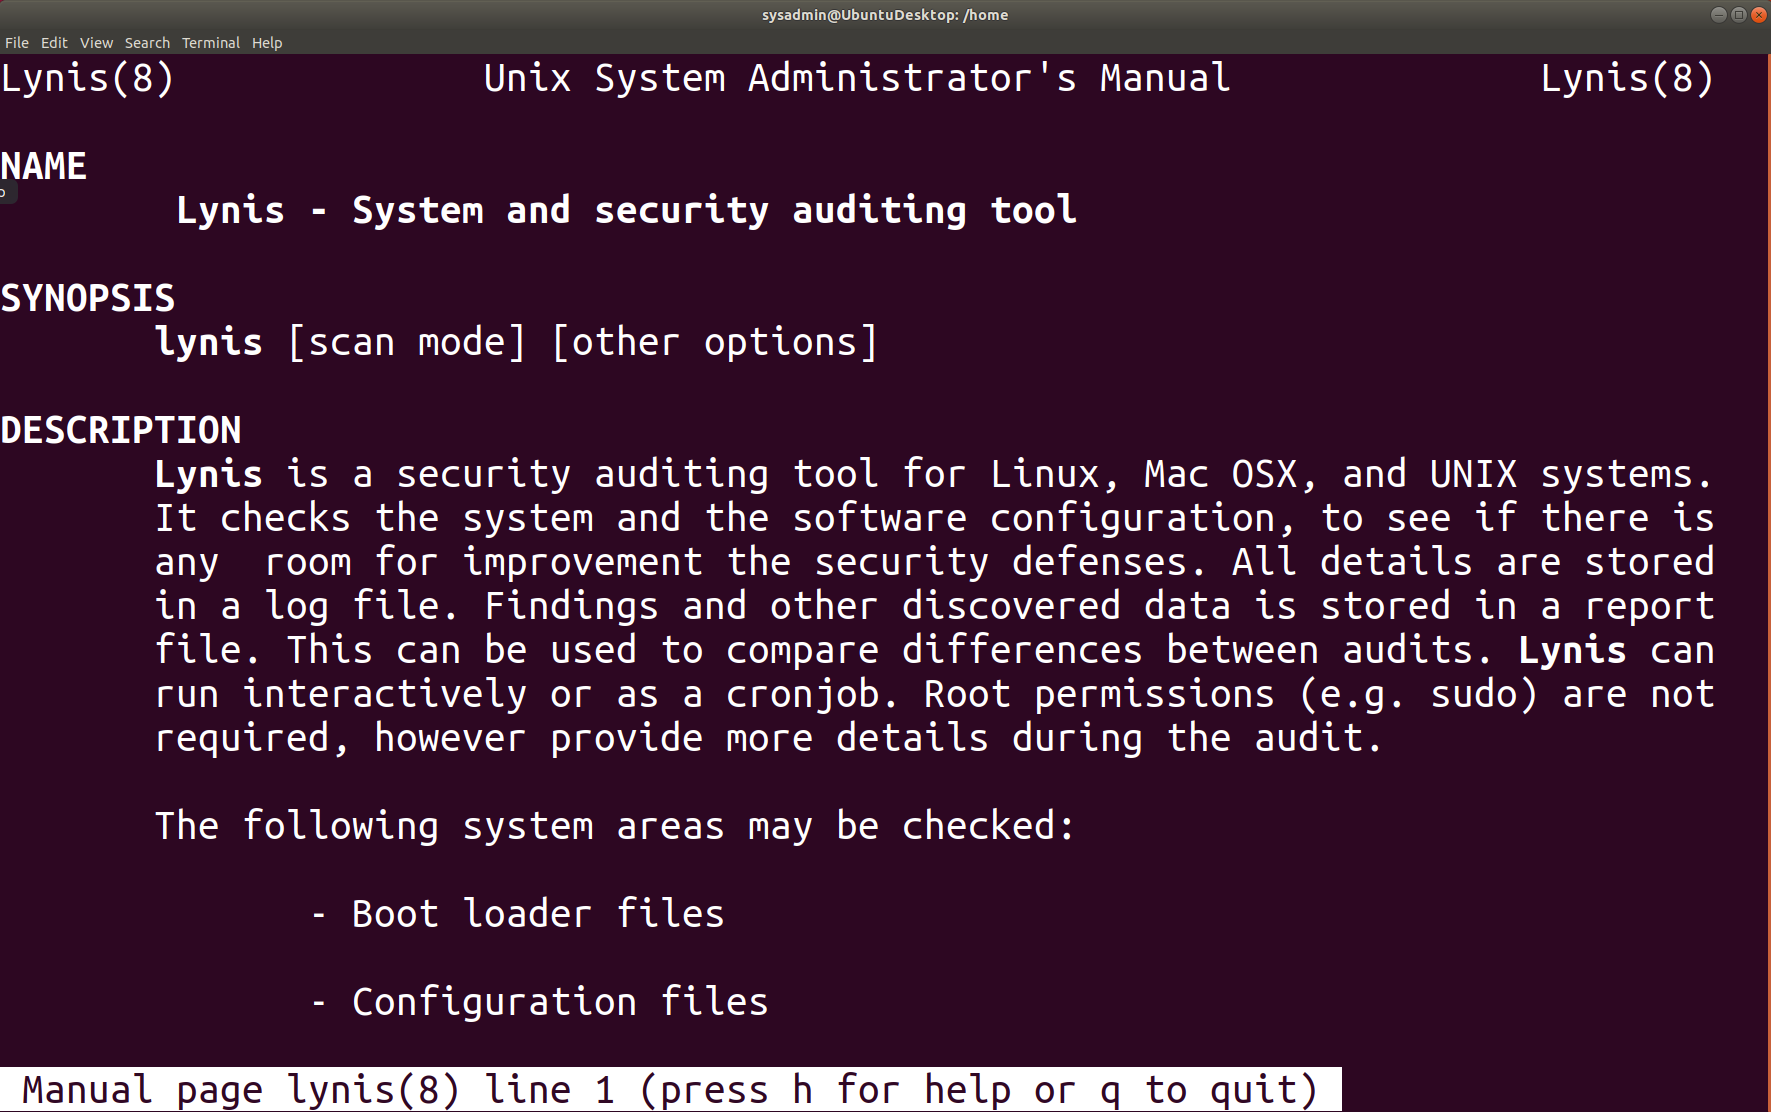 sysadmin@UbuntuDesktop: /home
File Edit View Search Terminal Help
Lynis(8) Unix System Administrator's Manual Lynis(8)
NAME
Lynis - System and security auditing tool
SYNOPSIS
lynis [scan mode] [other options]
DESCRIPTION
Lynis is a security auditing tool for Linux, Mac OSX, and UNIX systems.
It checks the system and the software configuration, to see if there is
any  room for improvement the security defenses. All details are stored
in a log file. Findings and other discovered data is stored in a report
file. This can be used to compare differences between audits. Lynis can
run interactively or as a cronjob. Root permissions (e.g. sudo) are not
required, however provide more details during the audit.
The following system areas may be checked:
- Boot loader files
- Configuration files
Manual page lynis(8) line 1 (press h for help or q to quit)